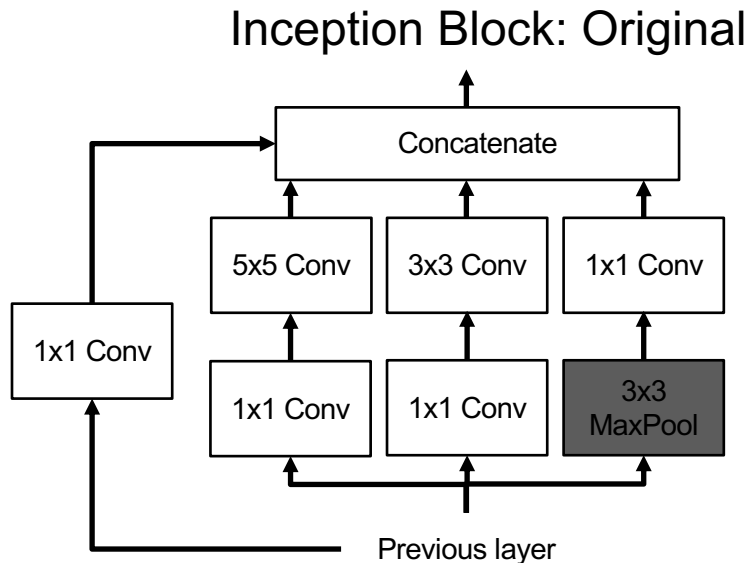 Inception Block: Original
Concatenate
5x5 Conv
3x3 Conv
1x1 Conv
1x1 Conv
1x1 Conv
1x1 Conv
3x3
MaxPool
Previous layer